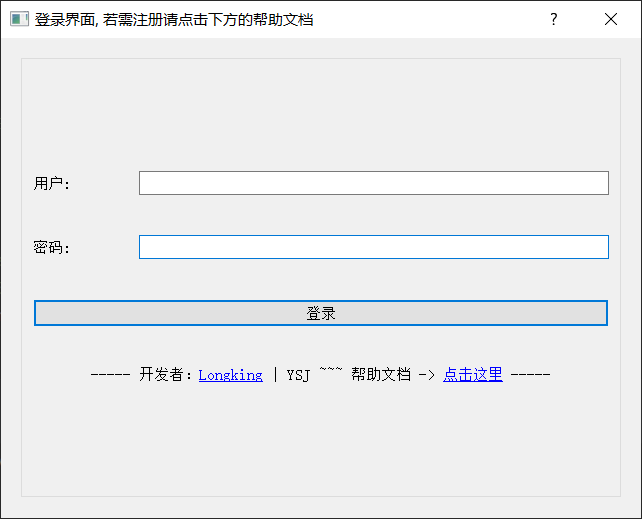 登录界面, 若需注册请点击下方的帮助文档
用户:
密码:
登录
----- 开发者: Longking | YSJ ~~~ 帮助文档 -> 点击这里 -----